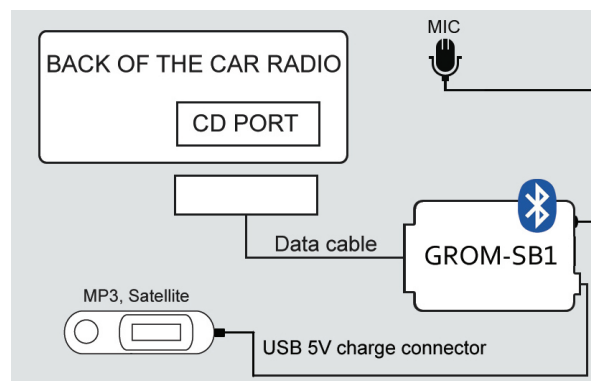 MIC
BACK OF THE CAR RADIO
CD PORT
Data cable
GROM-SB1
MP3, Satellite
USB 5V charge connector